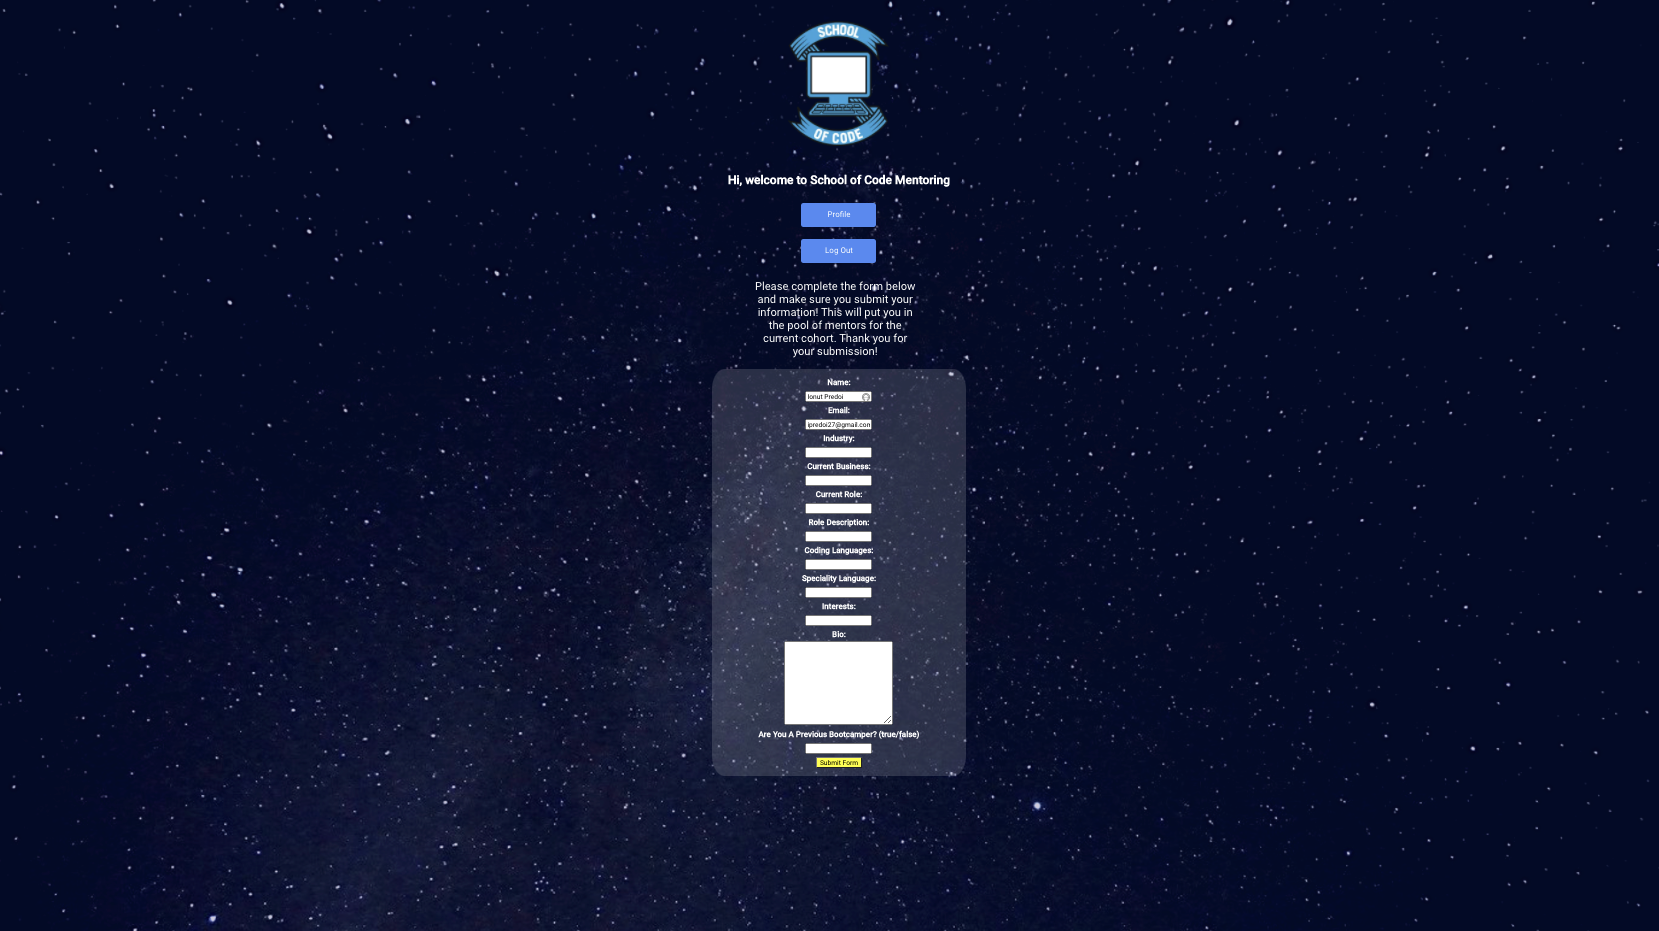 SCHOOL
OF CODE
Hi, welcome to School of Code Mentoring
Profile
Log Out
Please complete the form below
and make sure you submit your
information! This will put you in
the pool of mentors for the
current cohort. Thank you for
your submission!
Name:
Ionut Predoi
Email:
ipredoi27@gmail.com
Industry:
Current Business:
Current Role:
Role Description:
Coding Languages:
Speciality Language:
Interests:
Bio:
Are You A Previous Bootcamper? (true/false)
Submit Form